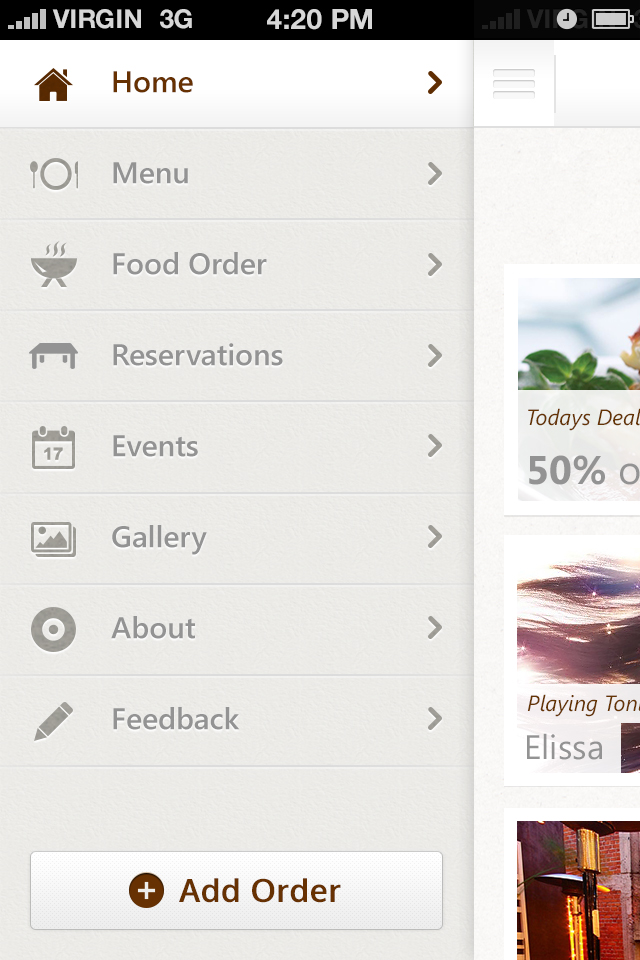 VIRGIN 3G 4:20 PM
Home
Menu
Food Order
Reservations
17
Events
Gallery
About
Feedback
Add Order
Todays Deal
50%
Playing Toni
Elissa